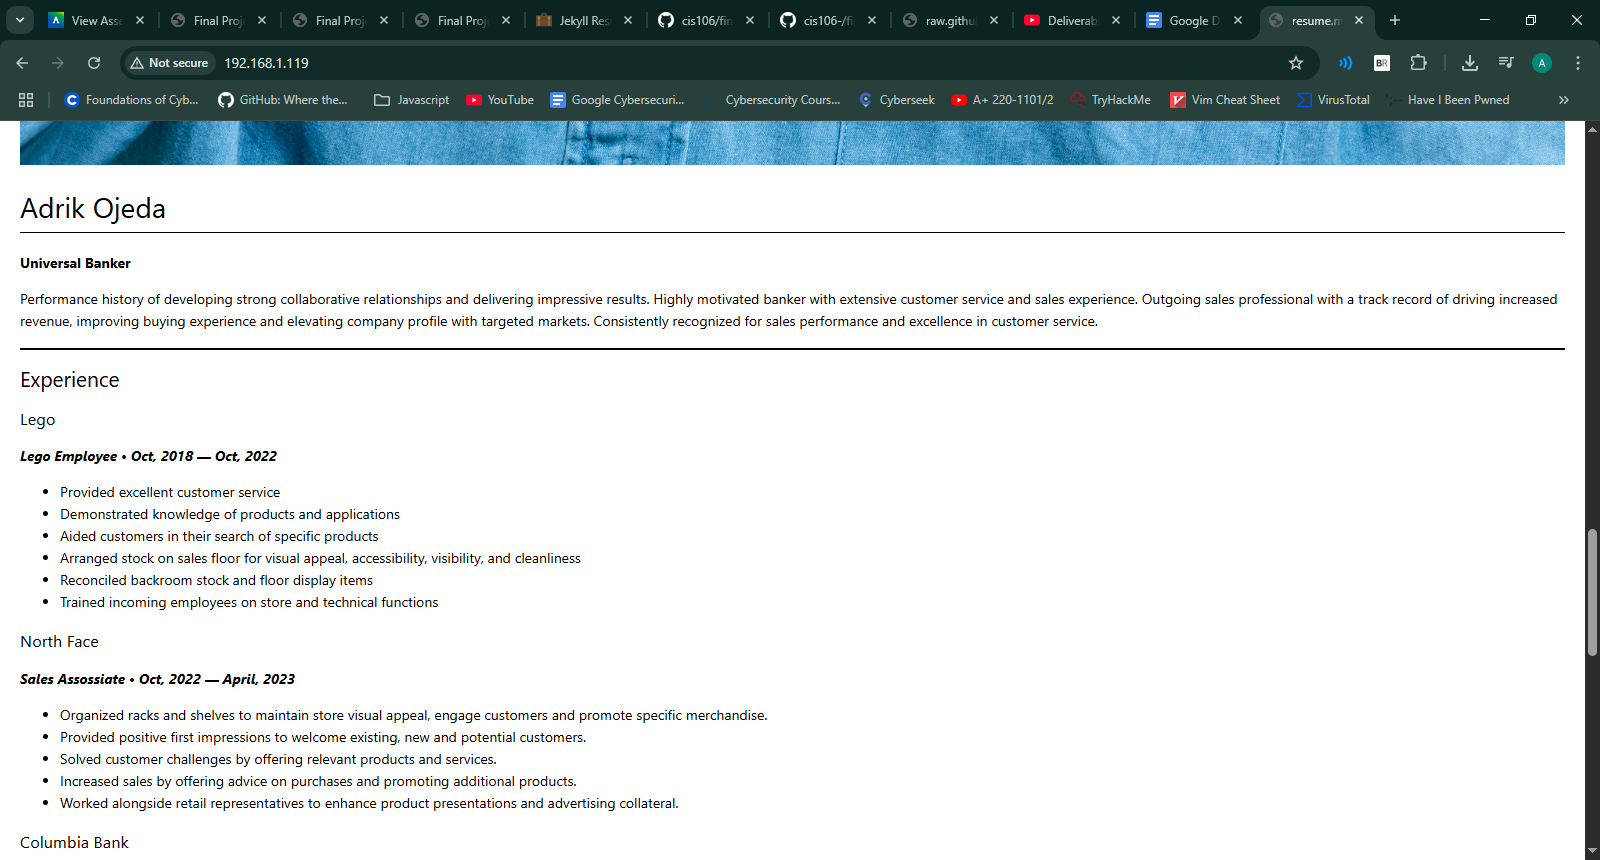 View Asse
Final Proj
Final Proj
Final Proj
Jekyll Res
cis106/fin
cis106-/fi
raw.githu
Deliverab
Google D
resume.m
Not secure
192.168.1.119
BR
A
Foundations of Cyb...
GitHub: Where the...
Javascript
YouTube
Google Cybersecuri...
Cybersecurity Cours...
Cyberseek
A+ 220-1101/2
TryHackMe
Vim Cheat Sheet
VirusTotal
Have I Been Pwned
Adrik Ojeda
Universal Banker
Performance history of developing strong collaborative relationships and delivering impressive results. Highly motivated banker with extensive customer service and sales experience. Outgoing sales professional with a track record of driving increased
revenue, improving buying experience and elevating company profile with targeted markets. Consistently recognized for sales performance and excellence in customer service.
Experience
Lego
Lego Employee • Oct, 2018 — Oct, 2022
• Provided excellent customer service
• Demonstrated knowledge of products and applications
• Aided customers in their search of specific products
• Arranged stock on sales floor for visual appeal, accessibility, visibility, and cleanliness
• Reconciled backroom stock and floor display items
• Trained incoming employees on store and technical functions
North Face
Sales Assossiate • Oct, 2022 — April, 2023
• Organized racks and shelves to maintain store visual appeal, engage customers and promote specific merchandise.
• Provided positive first impressions to welcome existing, new and potential customers.
• Solved customer challenges by offering relevant products and services.
• Increased sales by offering advice on purchases and promoting additional products.
• Worked alongside retail representatives to enhance product presentations and advertising collateral.
Columbia Bank